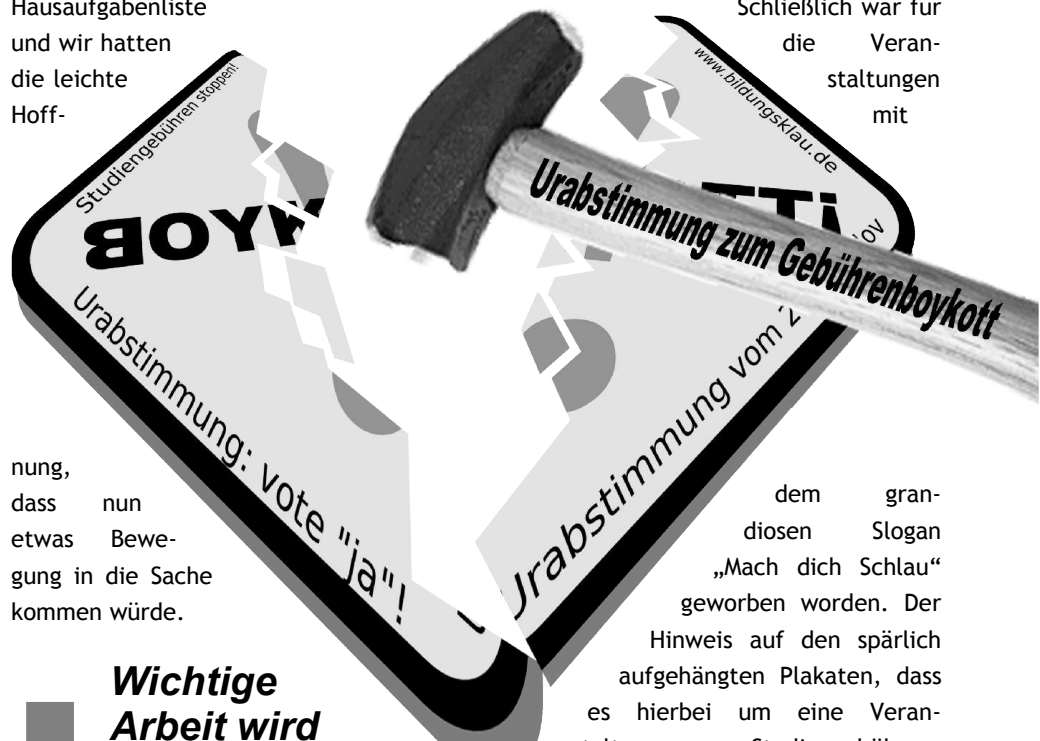 Hausaufgabenliste
und wir hatten
die leichte
Hoff-
nung,
dass nun
etwas Bewe-
gung in die Sache
kommen würde.
Wichtige
Arbeit wird
Studiengebühren stoppen!
www.bildungsklau.de
BOYK
Urabstimmung: vote "ja"!
Urabstimmung vom 2
Urabstimmung zum Gebührenboykott
Schließlich war für
die Veran-
staltungen
mit
dem gran-
diosen Slogan
„Mach dich Schlau“
geworben worden. Der
Hinweis auf den spärlich
aufgehängten Plakaten, dass
es hierbei um eine Veran-